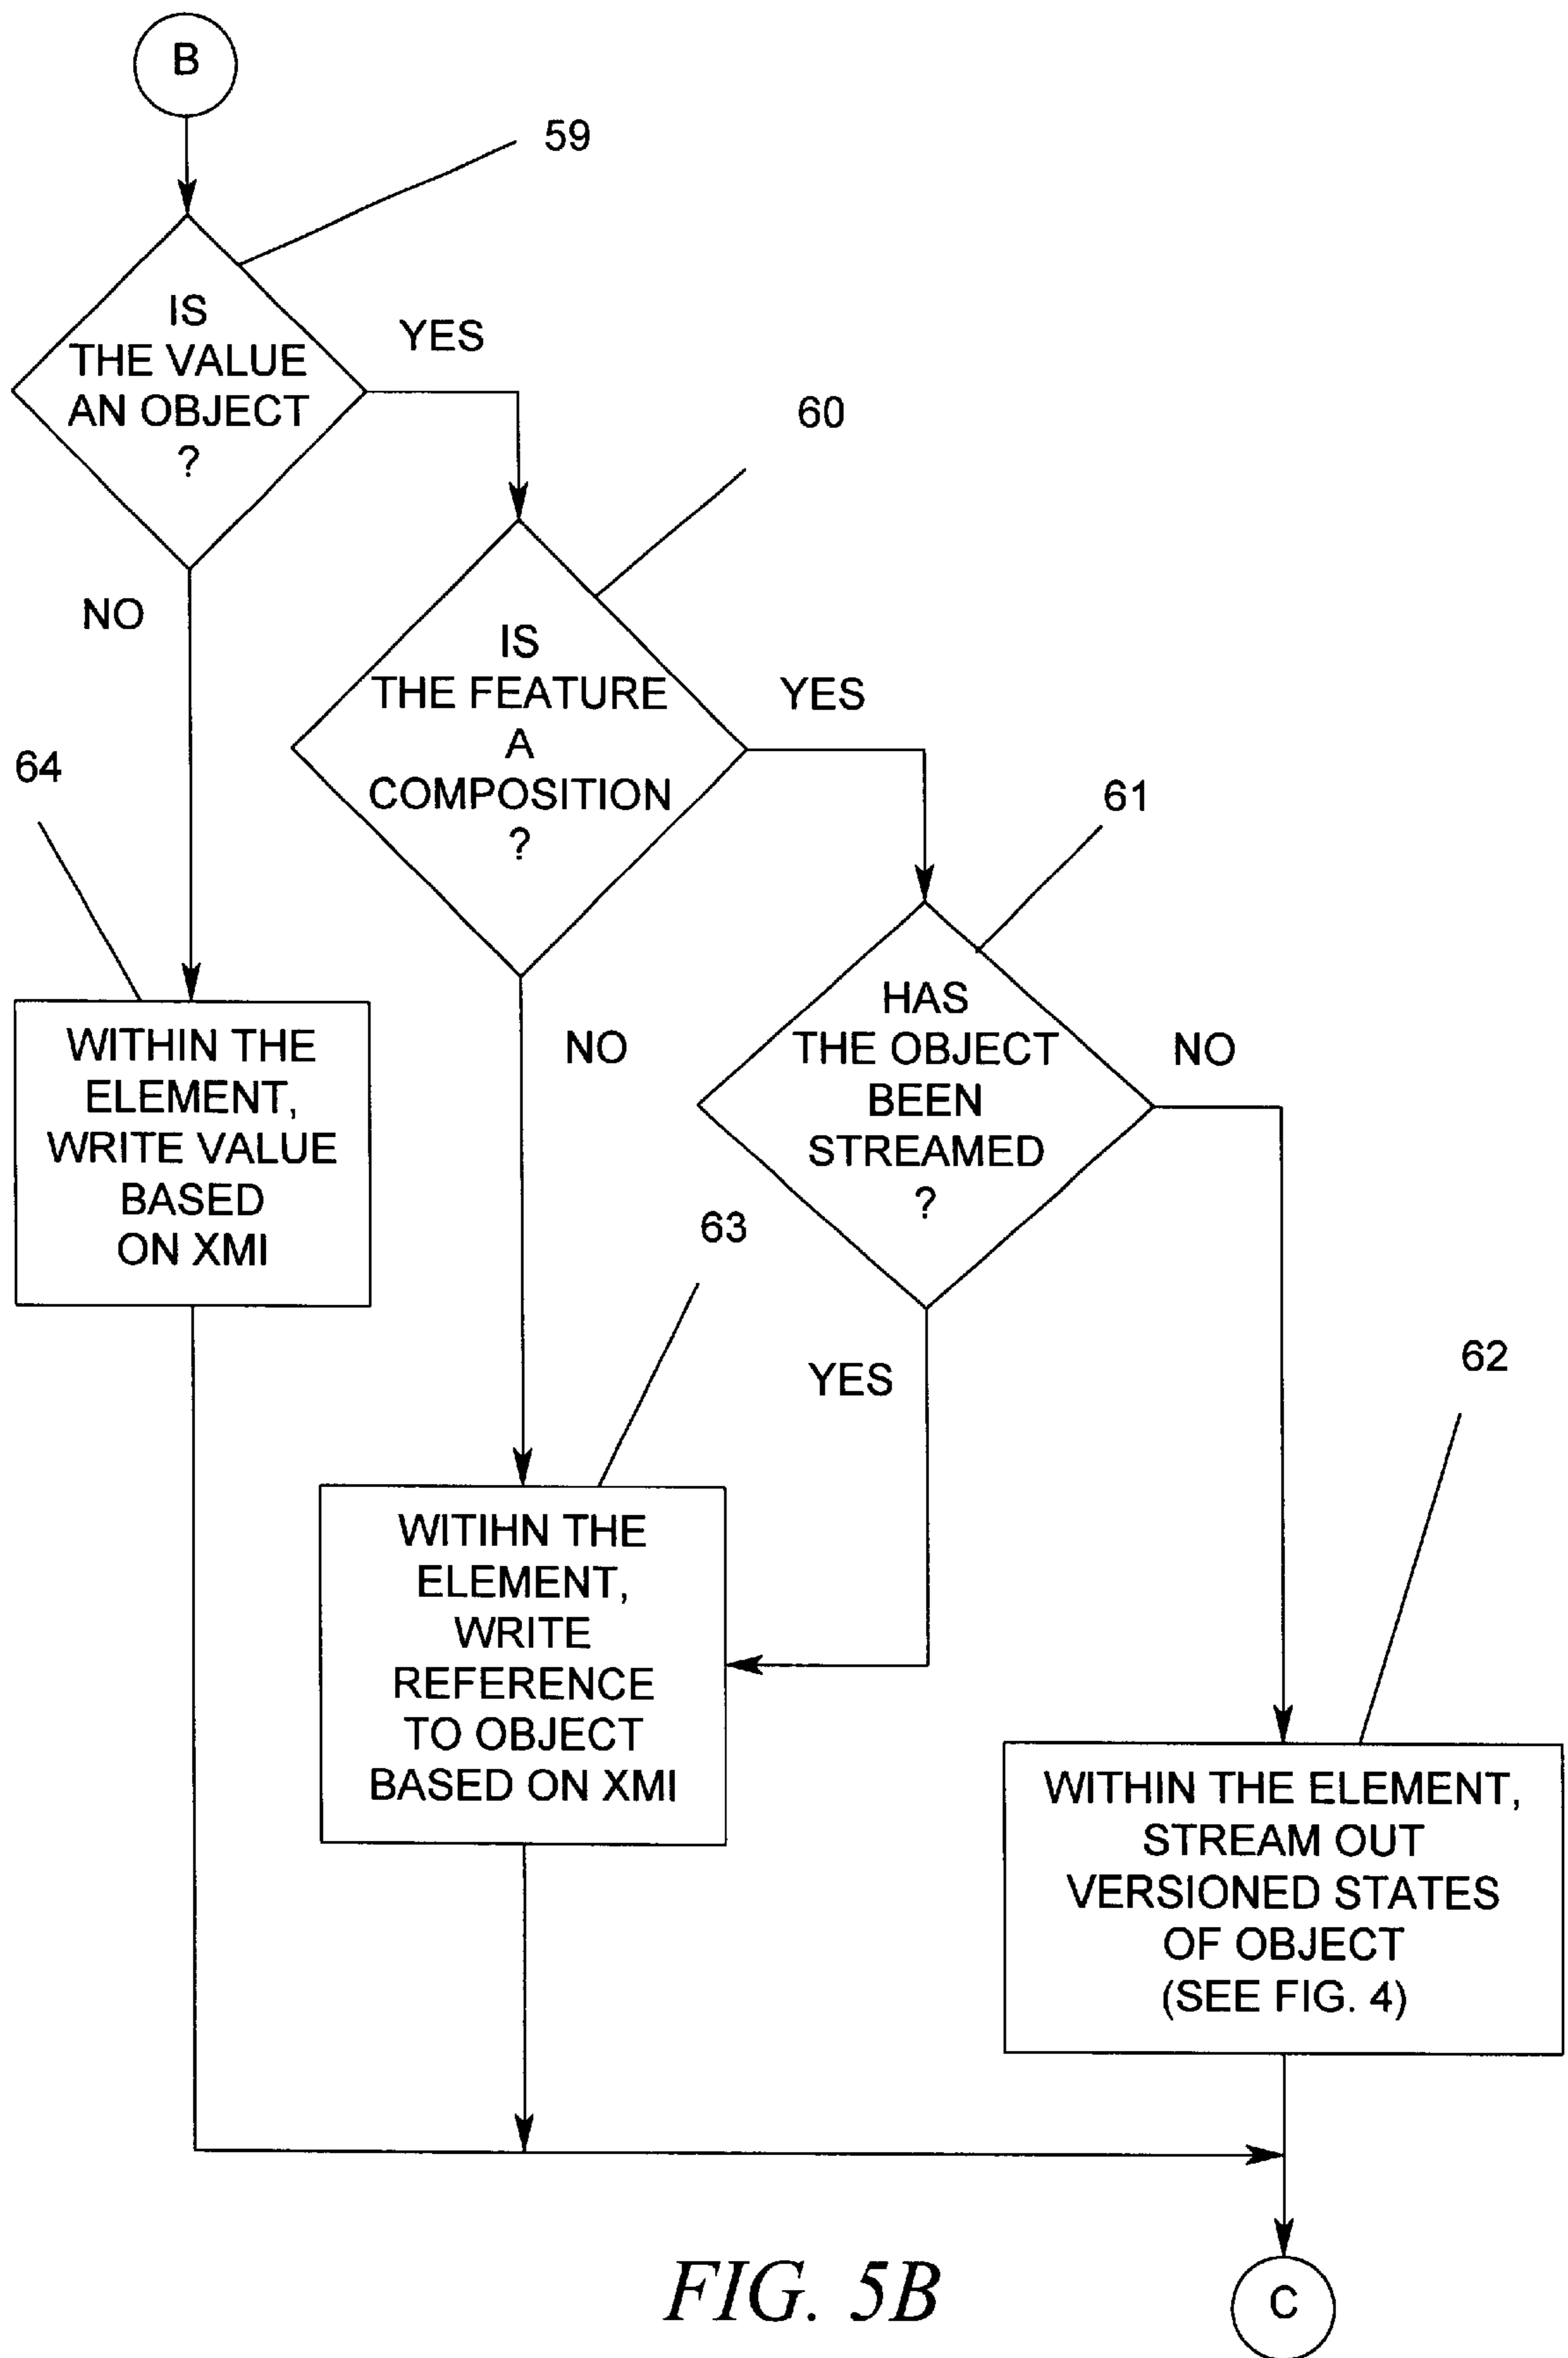 B
59
IS
THE VALUE
AN OBJECT
?
YES
NO
60
IS
THE FEATURE
A
COMPOSITION
?
YES
NO
64
WITHIN THE
ELEMENT,
WRITE VALUE
BASED
ON XMI
61
HAS
THE OBJECT
BEEN
STREAMED
?
NO
YES
63
WITIHN THE
ELEMENT,
WRITE
REFERENCE
TO OBJECT
BASED ON XMI
62
WITHIN THE ELEMENT,
STREAM OUT
VERSIONED STATES
OF OBJECT
(SEE FIG. 4)
C
FIG. 5B